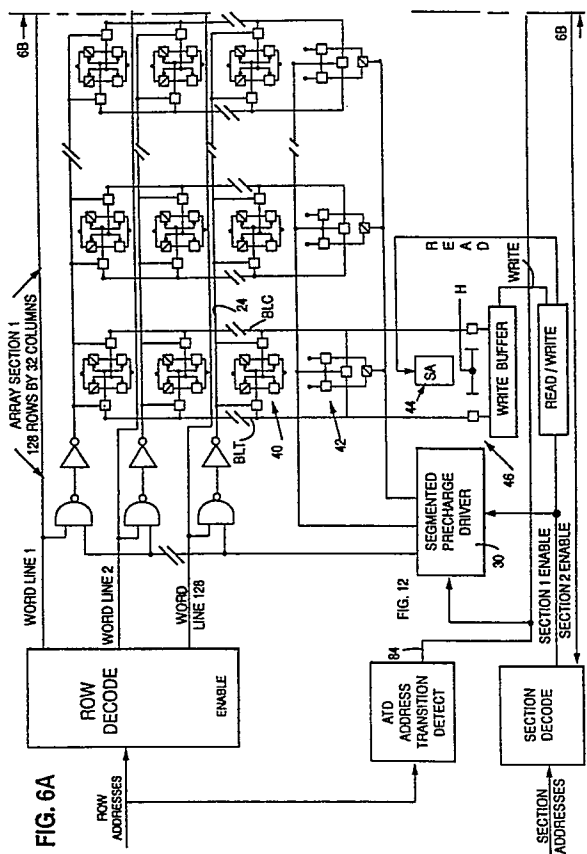 6B
6B
ARRAY SECTION 1
128 ROWS BY 32 COLUMNS
24
BLC
BLT
40
42
R E A D
WRITE
H
SA
44
WRITE BUFFER
READ / WRITE
46
SEGMENTED
PRECHARGE
DRIVER
30
FIG. 12
SECTION 1 ENABLE
SECTION 2 ENABLE
WORD LINE 1
WORD LINE 2
WORD
LINE 128
ROW
DECODE
ENABLE
84
ATD
ADDRESS
TRANSITION
DETECT
SECTION
DECODE
FIG. 6A
ROW
ADDRESSES
SECTION
ADDRESSES